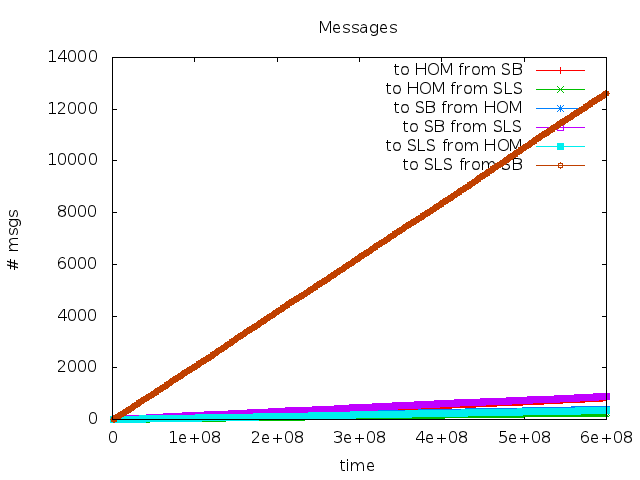 Messages
# msgs
14000
12000
10000
8000
6000
4000
2000
0
to HOM from SB
to HOM from SLS
to SB from HOM
to SB from SLS
to SLS from HOM
to SLS from SB
0 1e+08 2e+08 3e+08 4e+08 5e+08 6e+08
time